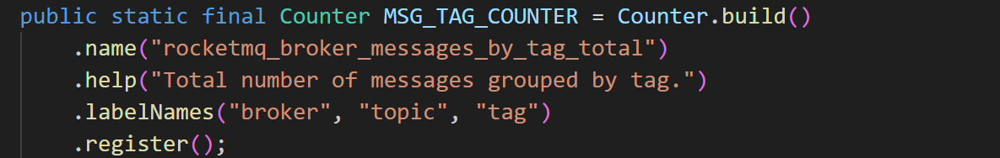 public static final Counter MSG_TAG_COUNTER = Counter.build()
.name("rocketmq_broker_messages_by_tag_total")
.help("Total number of messages grouped by tag.")
.labelNames("broker", "topic", "tag")
.register();